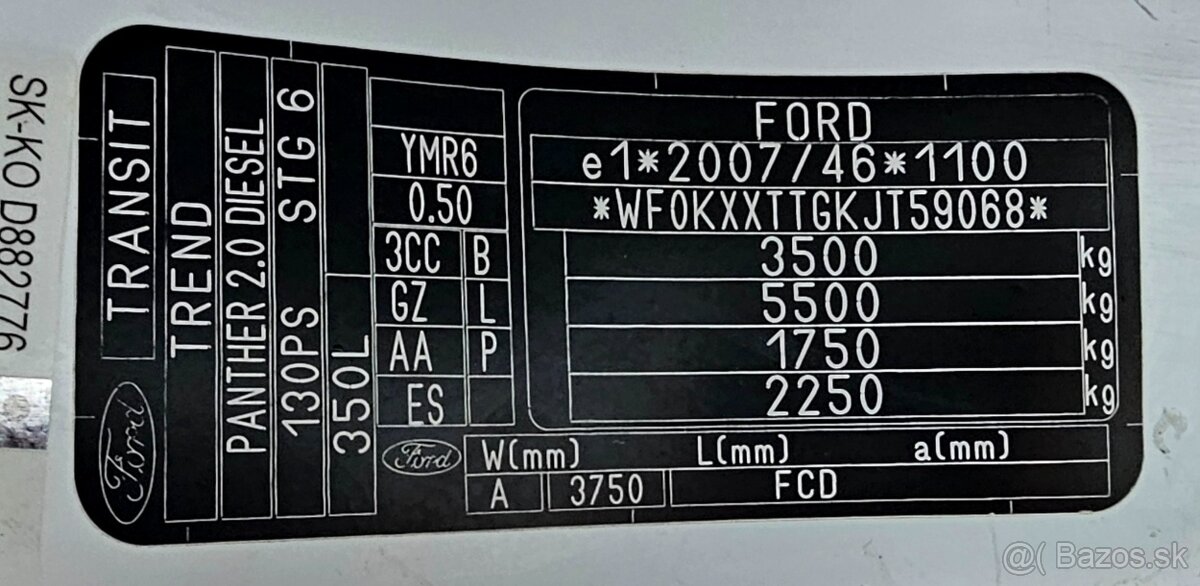 SK-KO D882776
TRANSIT
Ford
TREND
PANTHER 2.0 DIESEL
130PS STG 6
350L
YMR6
0.50
3CC B
GZ L
AA P
ES
FORD
e1*2007/46*1100
*WF0KXXTTGKJT59068*
3500 kg
5500 kg
1750 kg
2250 kg
Ford
W(mm) L(mm) a(mm)
A 3750 FCD
@( Bazos.sk